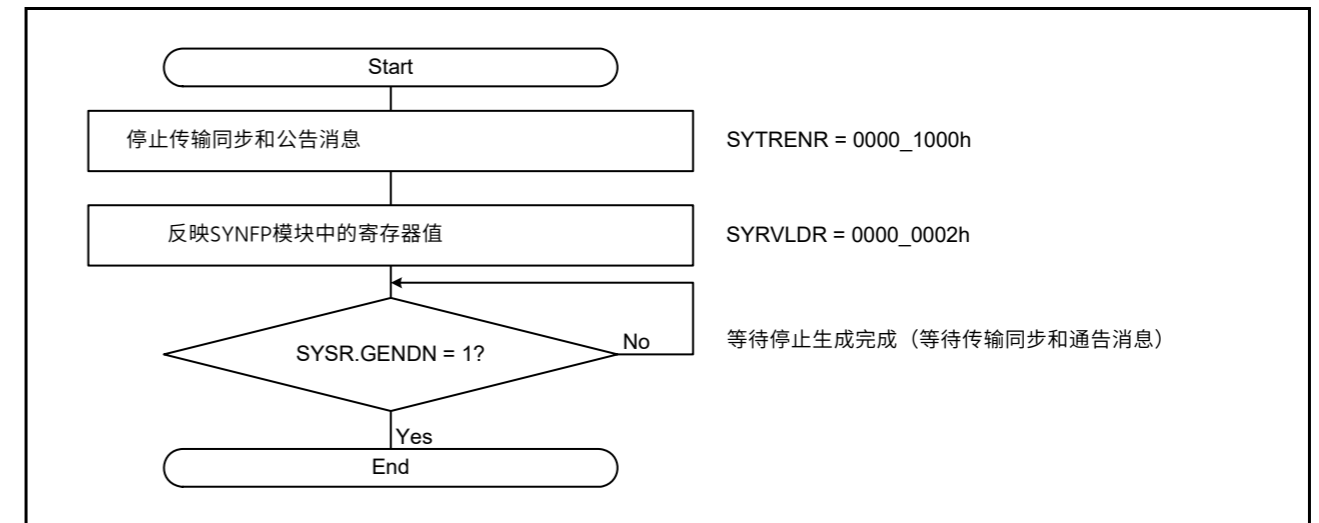 Start
停止传输同步和公告消息
SYTRENR = 0000_1000h
反映SYNFP模块中的寄存器值
SYRVLDR = 0000_0002h
SYSR.GENDN = 1?
No
等待停止生成完成（等待传输同步和通告消息）
Yes
End